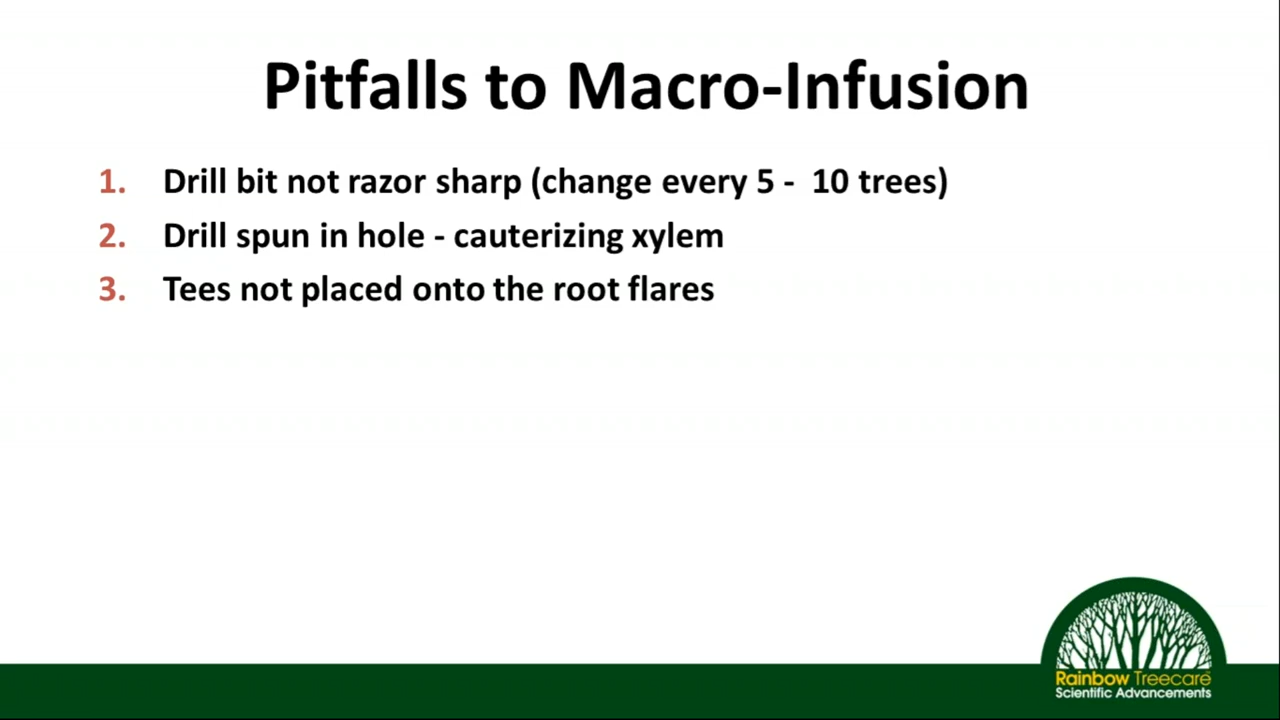 Pitfalls to Macro-Infusion
1. Drill bit not razor sharp (change every 5 - 10 trees)
2. Drill spun in hole - cauterizing xylem
3. Tees not placed onto the root flares
Rainbow Treecare
Scientific Advancements